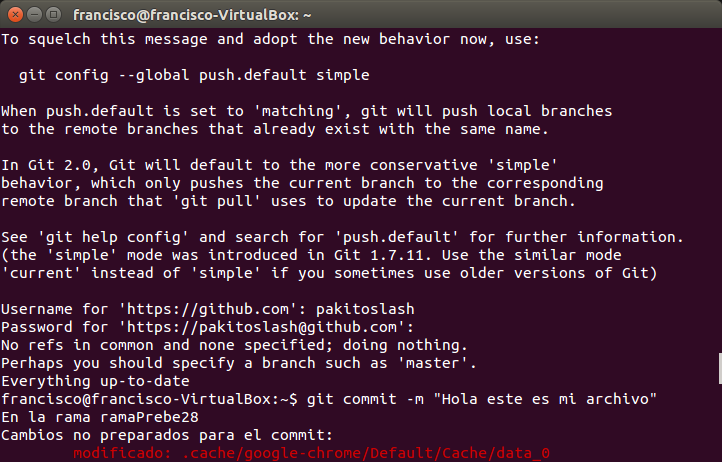 francisco@francisco-VirtualBox: ~
To squelch this message and adopt the new behavior now, use:
git config --global push.default simple
When push.default is set to 'matching', git will push local branches
to the remote branches that already exist with the same name.
In Git 2.0, Git will default to the more conservative 'simple'
behavior, which only pushes the current branch to the corresponding
remote branch that 'git pull' uses to update the current branch.
See 'git help config' and search for 'push.default' for further information.
(the 'simple' mode was introduced in Git 1.7.11. Use the similar mode
'current' instead of 'simple' if you sometimes use older versions of Git)
Username for 'https://github.com': pakitoslash
Password for 'https://pakitoslash@github.com':
No refs in common and none specified; doing nothing.
Perhaps you should specify a branch such as 'master'.
Everything up-to-date
francisco@francisco-VirtualBox:~$ git commit -m "Hola este es mi archivo"
En la rama ramaPrebe28
Cambios no preparados para el commit:
modificado: .cache/google-chrome/Default/Cache/data_0